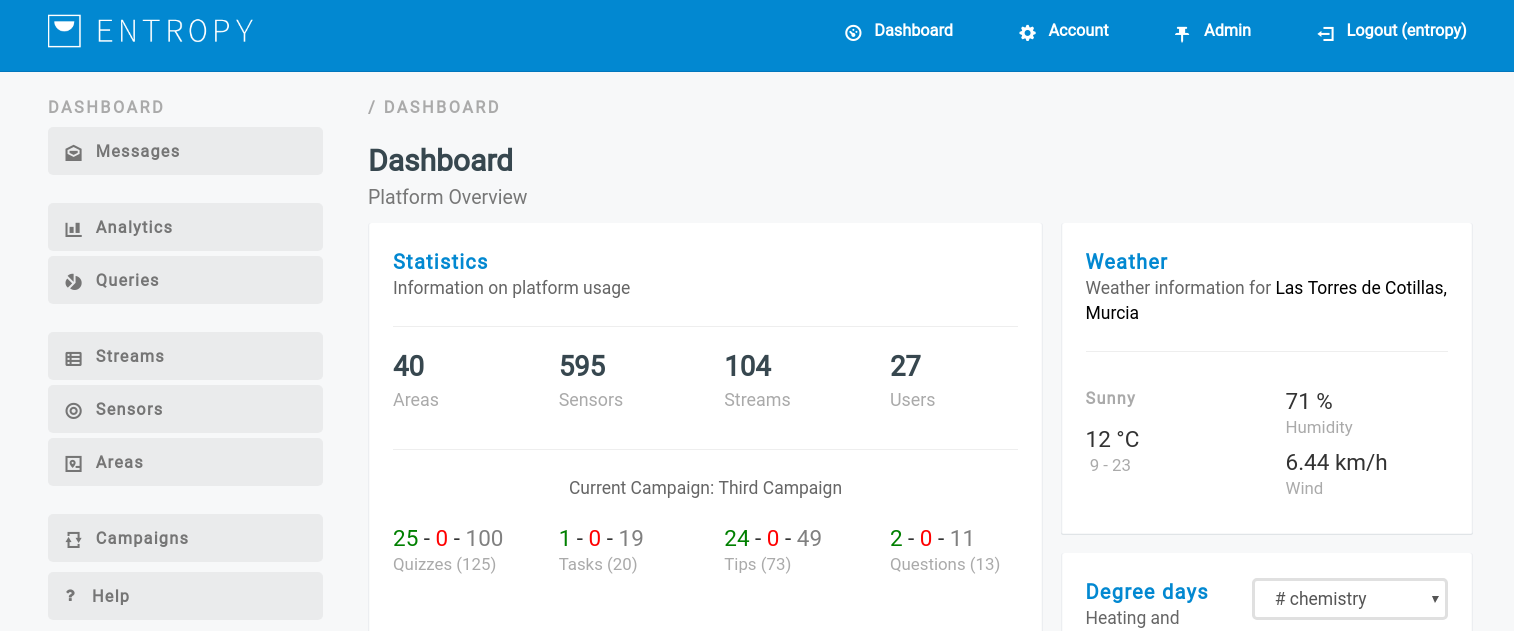 ENTROPY
Dashboard
Account
Admin
Logout (entropy)
DASHBOARD
Messages
Analytics
Queries
Streams
Sensors
Areas
Campaigns
? Help
/ DASHBOARD
Dashboard
Platform Overview
Statistics
Information on platform usage
40 595 104 27
Areas Sensors Streams Users
Current Campaign: Third Campaign
25 - 0 - 100 1 - 0 - 19 24 - 0 - 49 2 - 0 - 11
Quizzes (125) Tasks (20) Tips (73) Questions (13)
Weather
Weather information for Las Torres de Cotillas,
Murcia
Sunny
12 °C
9 - 23
71 %
Humidity
6.44 km/h
Wind
Degree days
Heating and
# chemistry